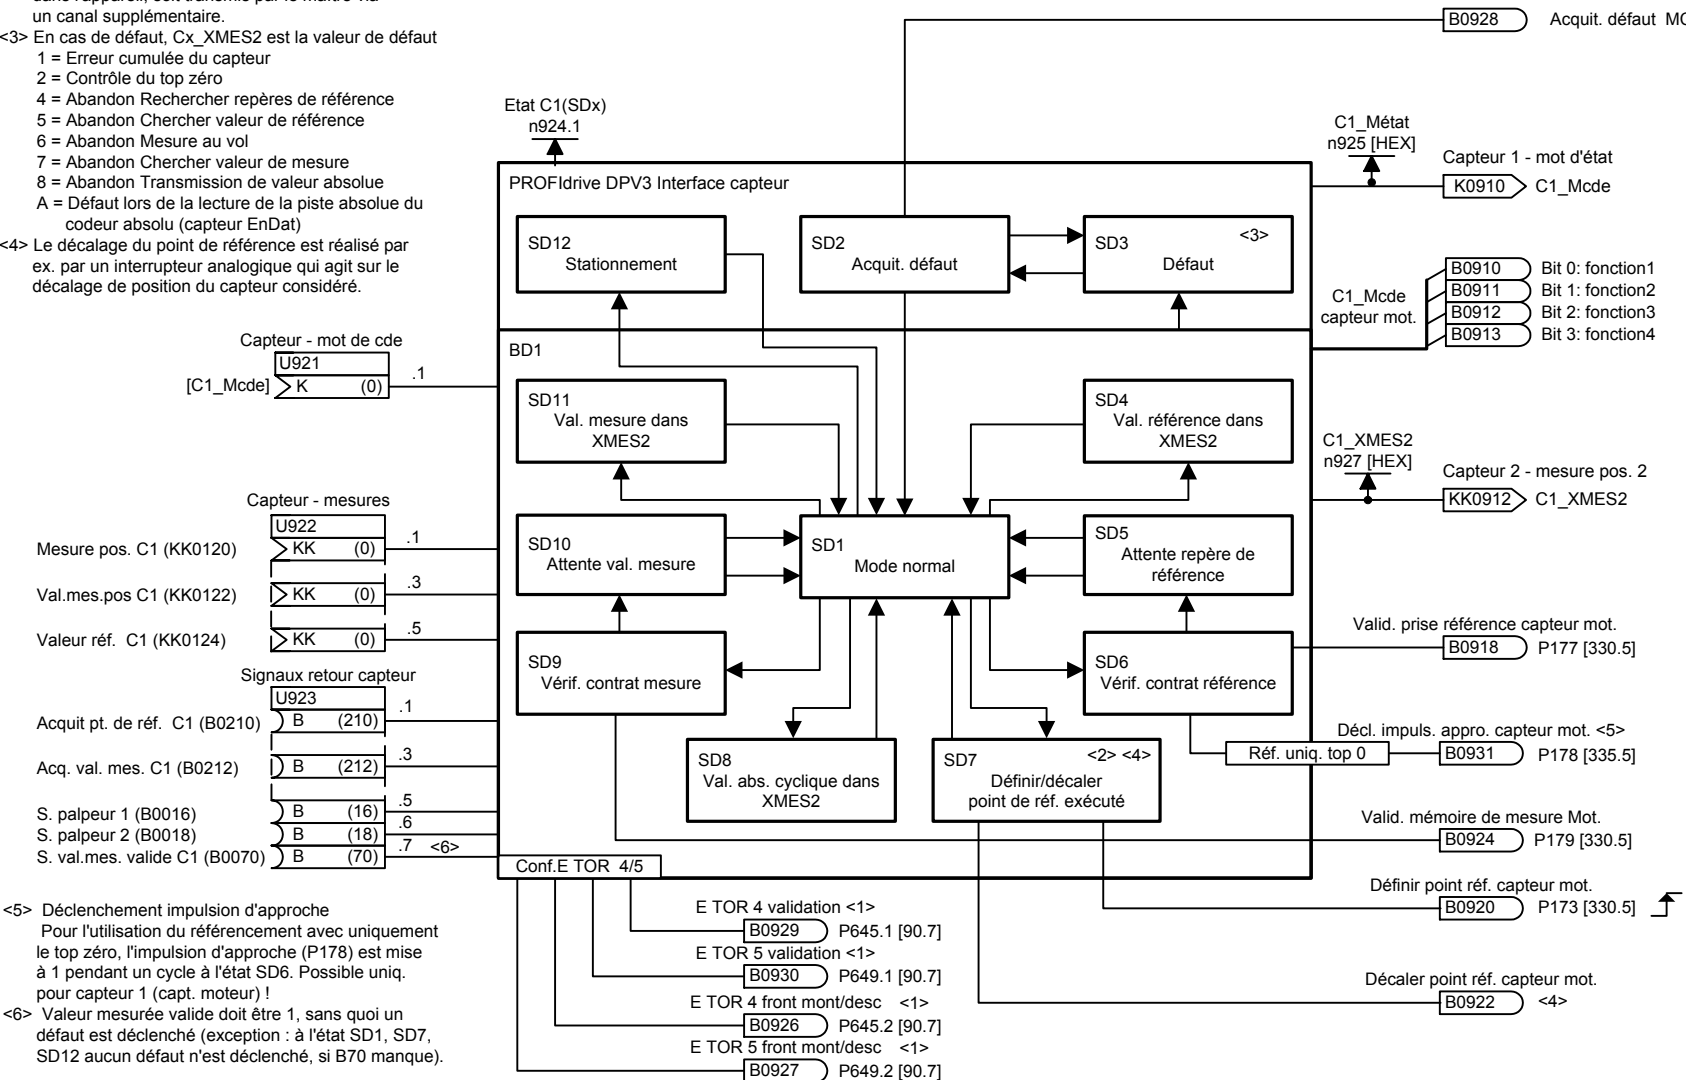 un canal supplémentaire.
<3> En cas de défaut, Cx_XMES2 est la valeur de défaut
1 = Erreur cumulée du capteur
2 = Contrôle du top zéro
4 = Abandon Rechercher repères de référence
5 = Abandon Chercher valeur de référence
6 = Abandon Mesure au vol
7 = Abandon Chercher valeur de mesure
8 = Abandon Transmission de valeur absolue
A = Défaut lors de la lecture de la piste absolue du
codeur absolu (capteur EnDat)
<4> Le décalage du point de référence est réalisé par
ex. par un interrupteur analogique qui agit sur le
décalage de position du capteur considéré.
B0928 Acquit. défaut
Etat C1(SDx)
n924.1
C1_Métat
n925 [HEX]
Capteur 1 - mot d'état
K0910 C1_Mcde
PROFIdrive DPV3 Interface capteur
SD12
Stationnement
SD2
Acquit. défaut
SD3 <3>
Défaut
C1_Mcde
capteur mot.
B0910 Bit 0: fonction1
B0911 Bit 1: fonction2
B0912 Bit 2: fonction3
B0913 Bit 3: fonction4
Capteur - mot de cde
U921
[C1_Mcde] K (0) .1
BD1
SD11
Val. mesure dans
XMES2
SD4
Val. référence dans
XMES2
C1_XMES2
n927 [HEX]
Capteur 2 - mesure pos. 2
KK0912 C1_XMES2
Capteur - mesures
U922
Mesure pos. C1 (KK0120) KK (0) .1
Val.mes.pos C1 (KK0122) KK (0) .3
Valeur réf. C1 (KK0124) KK (0) .5
SD10
Attente val. mesure
SD1
Mode normal
SD5
Attente repère de
référence
SD9
Vérif. contrat mesure
SD6
Vérif. contrat référence
Valid. prise référence capteur mot.
B0918 P177 [330.5]
Signaux retour capteur
U923
Acquit pt. de réf. C1 (B0210) B (210) .1
Acq. val. mes. C1 (B0212) B (212) .3
S. palpeur 1 (B0016) B (16) .5
S. palpeur 2 (B0018) B (18) .6
S. val.mes. valide C1 (B0070) B (70) .7 <6>
SD8
Val. abs. cyclique dans
XMES2
SD7 <2> <4>
Définir/décaler
point de réf. exécuté
Décl. impuls. appro. capteur mot. <5>
Réf. uniq. top 0 B0931 P178 [335.5]
Valid. mémoire de mesure Mot.
B0924 P179 [330.5]
Conf.E TOR 4/5
Définir point réf. capteur mot.
B0920 P173 [330.5]
Décaler point réf. capteur mot.
B0922 <4>
E TOR 4 validation <1>
B0929 P645.1 [90.7]
E TOR 5 validation <1>
B0930 P649.1 [90.7]
E TOR 4 front mont/desc <1>
B0926 P645.2 [90.7]
E TOR 5 front mont/desc <1>
B0927 P649.2 [90.7]
<5> Déclenchement impulsion d'approche
Pour l'utilisation du référencement avec uniquement
le top zéro, l'impulsion d'approche (P178) est mise
à 1 pendant un cycle à l'état SD6. Possible uniq.
pour capteur 1 (capt. moteur) !
<6> Valeur mesurée valide doit être 1, sans quoi un
défaut est déclenché (exception : à l'état SD1, SD7,
SD12 aucun défaut n'est déclenché, si B70 manque).